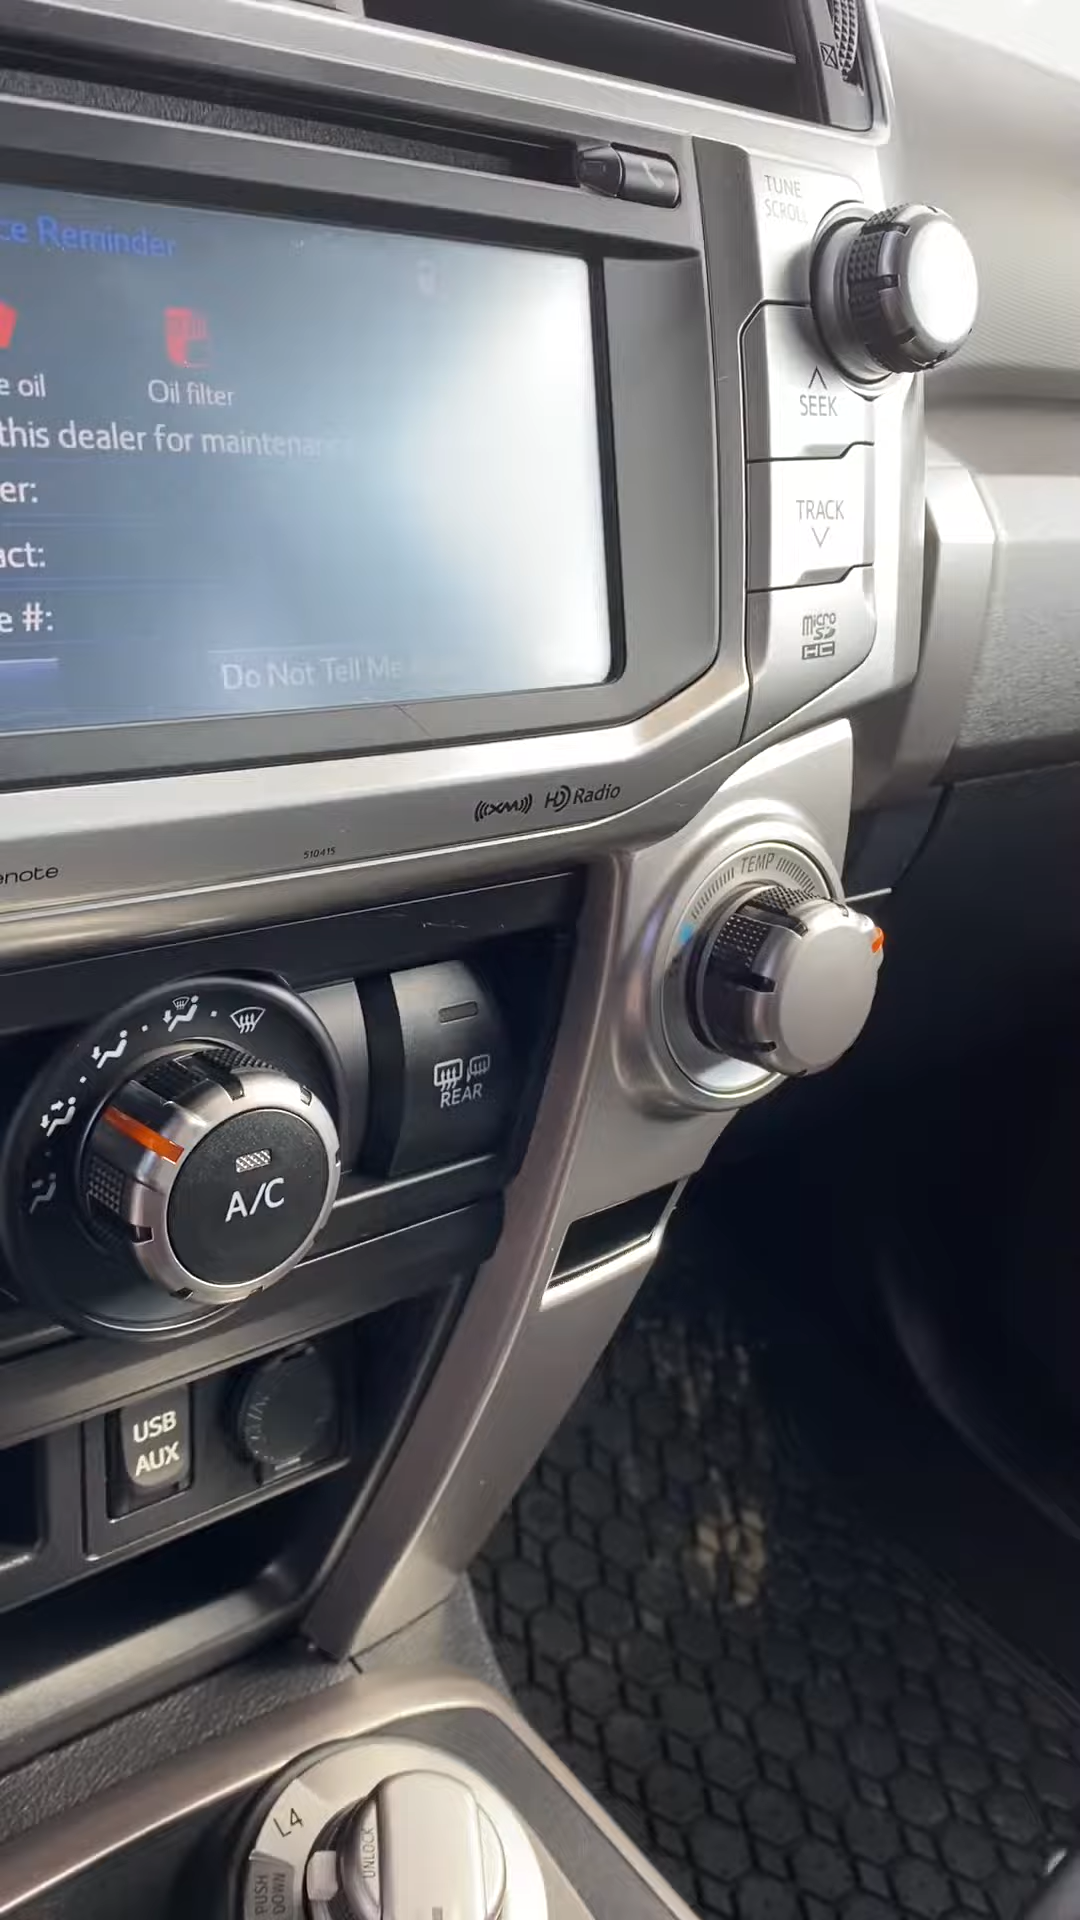 ce Reminder
e oil
Oil filter
this dealer for maintenanc
er:
act:
e #:
Do Not Tell Me
TUNE
SCROLL
SEEK
TRACK
micro
SD
HC
XM HD Radio
510415
enote
TEMP
REAR
A/C
USB
AUX
L4
UNLOCK
PUSH
DOWN